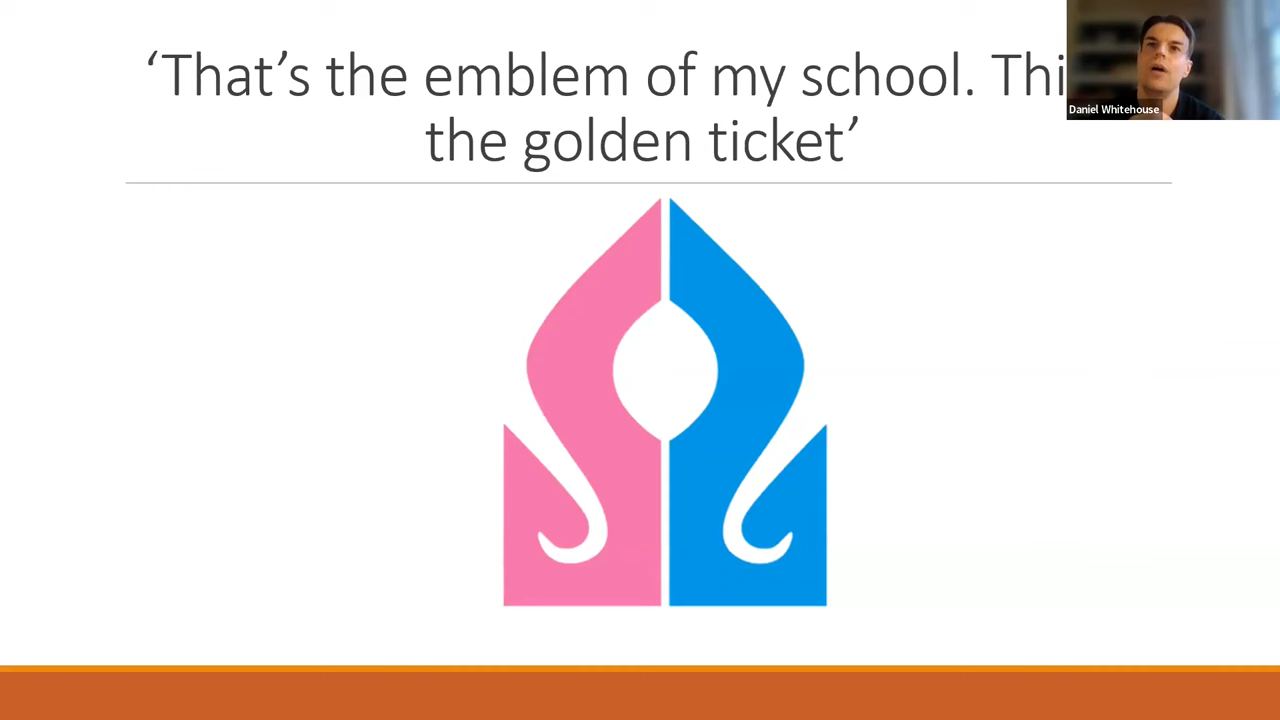 ‘That’s the emblem of my school. Thi
the golden ticket’
Daniel Whitehouse